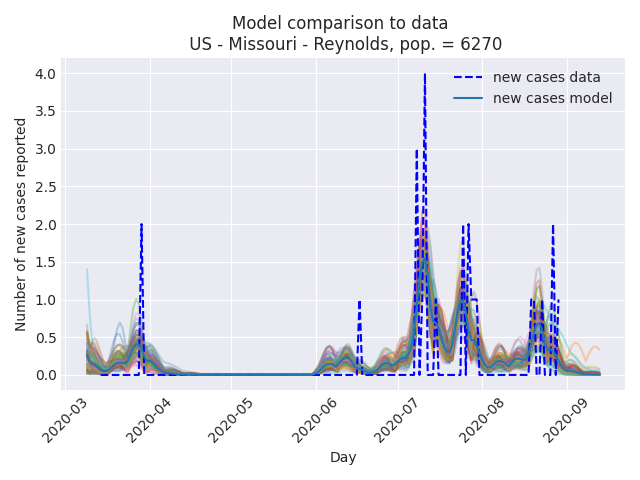 Model comparison to data
US - Missouri - Reynolds, pop. = 6270
new cases data
new cases model
Number of new cases reported
4.0
3.5
3.0
2.5
2.0
1.5
1.0
0.5
0.0
2020-03
2020-04
2020-05
2020-06
2020-07
2020-08
2020-09
Day